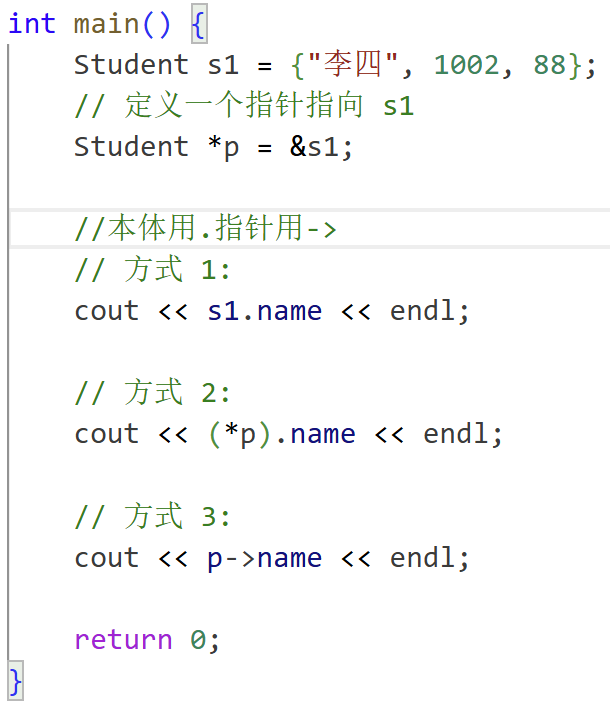 int main() {
    Student s1 = {"李四", 1002, 88};
    // 定义一个指针指向 s1
    Student *p = &s1;
    //本体用.指针用->
    // 方式 1:
    cout << s1.name << endl;
    // 方式 2:
    cout << (*p).name << endl;
    // 方式 3:
    cout << p->name << endl;
    return 0;
}